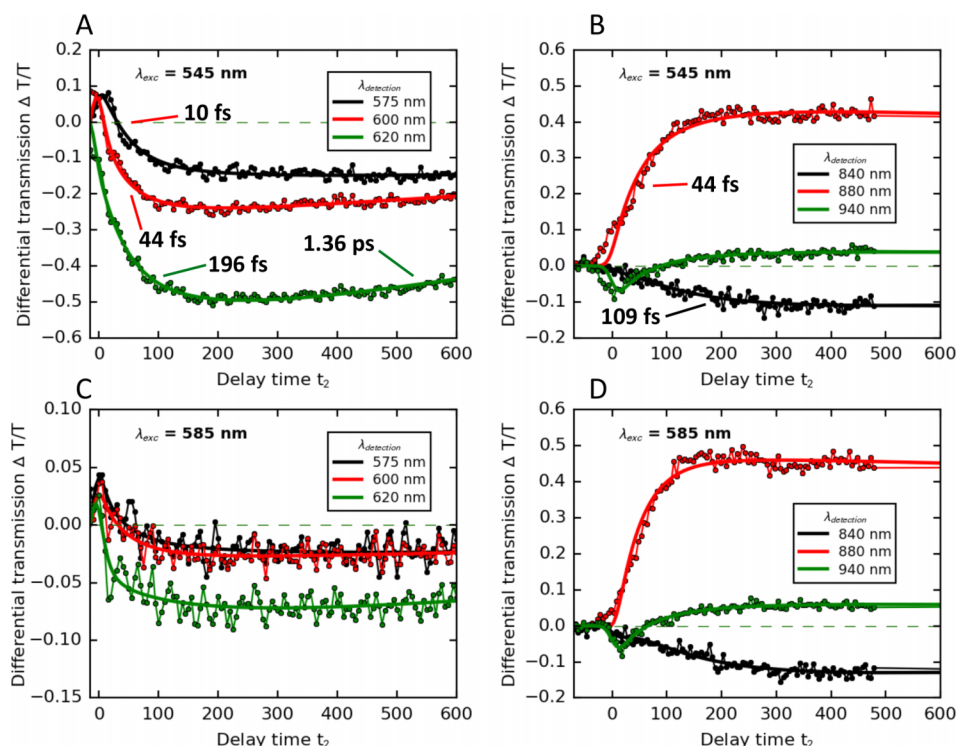 A
B
λexc = 545 nm
λdetection
575 nm
600 nm
620 nm
10 fs
44 fs
196 fs
1.36 ps
Differential transmission Δ T/T
0.2
0.1
0.0
−0.1
−0.2
−0.3
−0.4
−0.5
−0.6
0 100 200 300 400 500 600
Delay time t2
λexc = 545 nm
λdetection
840 nm
880 nm
940 nm
44 fs
109 fs
Differential transmission Δ T/T
0.6
0.5
0.4
0.3
0.2
0.1
0.0
−0.1
−0.2
0 100 200 300 400 500 600
Delay time t2
C
D
λexc = 585 nm
λdetection
575 nm
600 nm
620 nm
Differential transmission Δ T/T
0.10
0.05
0.00
−0.05
−0.10
−0.15
0 100 200 300 400 500 600
Delay time t2
λexc = 585 nm
λdetection
840 nm
880 nm
940 nm
Differential transmission Δ T/T
0.6
0.5
0.4
0.3
0.2
0.1
0.0
−0.1
−0.2
0 100 200 300 400 500 600
Delay time t2